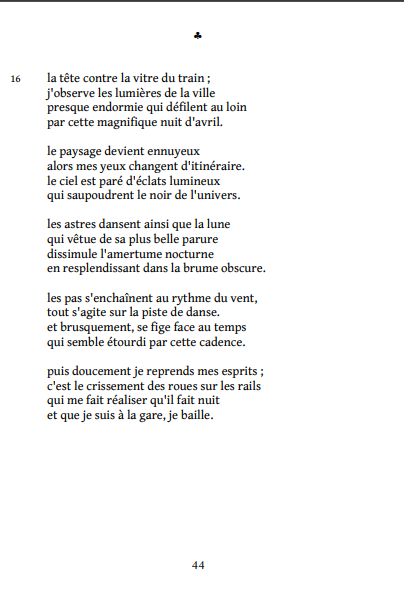 ♣
16 la tête contre la vitre du train ;
j'observe les lumières de la ville
presque endormie qui défilent au loin
par cette magnifique nuit d'avril.
le paysage devient ennuyeux
alors mes yeux changent d'itinéraire.
le ciel est paré d'éclats lumineux
qui saupoudrent le noir de l'univers.
les astres dansent ainsi que la lune
qui vêtue de sa plus belle parure
dissimule l'amertume nocturne
en resplendissant dans la brume obscure.
les pas s'enchaînent au rythme du vent,
tout s'agite sur la piste de danse.
et brusquement, se fige face au temps
qui semble étourdi par cette cadence.
puis doucement je reprends mes esprits ;
c'est le crissement des roues sur les rails
qui me fait réaliser qu'il fait nuit
et que je suis à la gare, je baille.
44